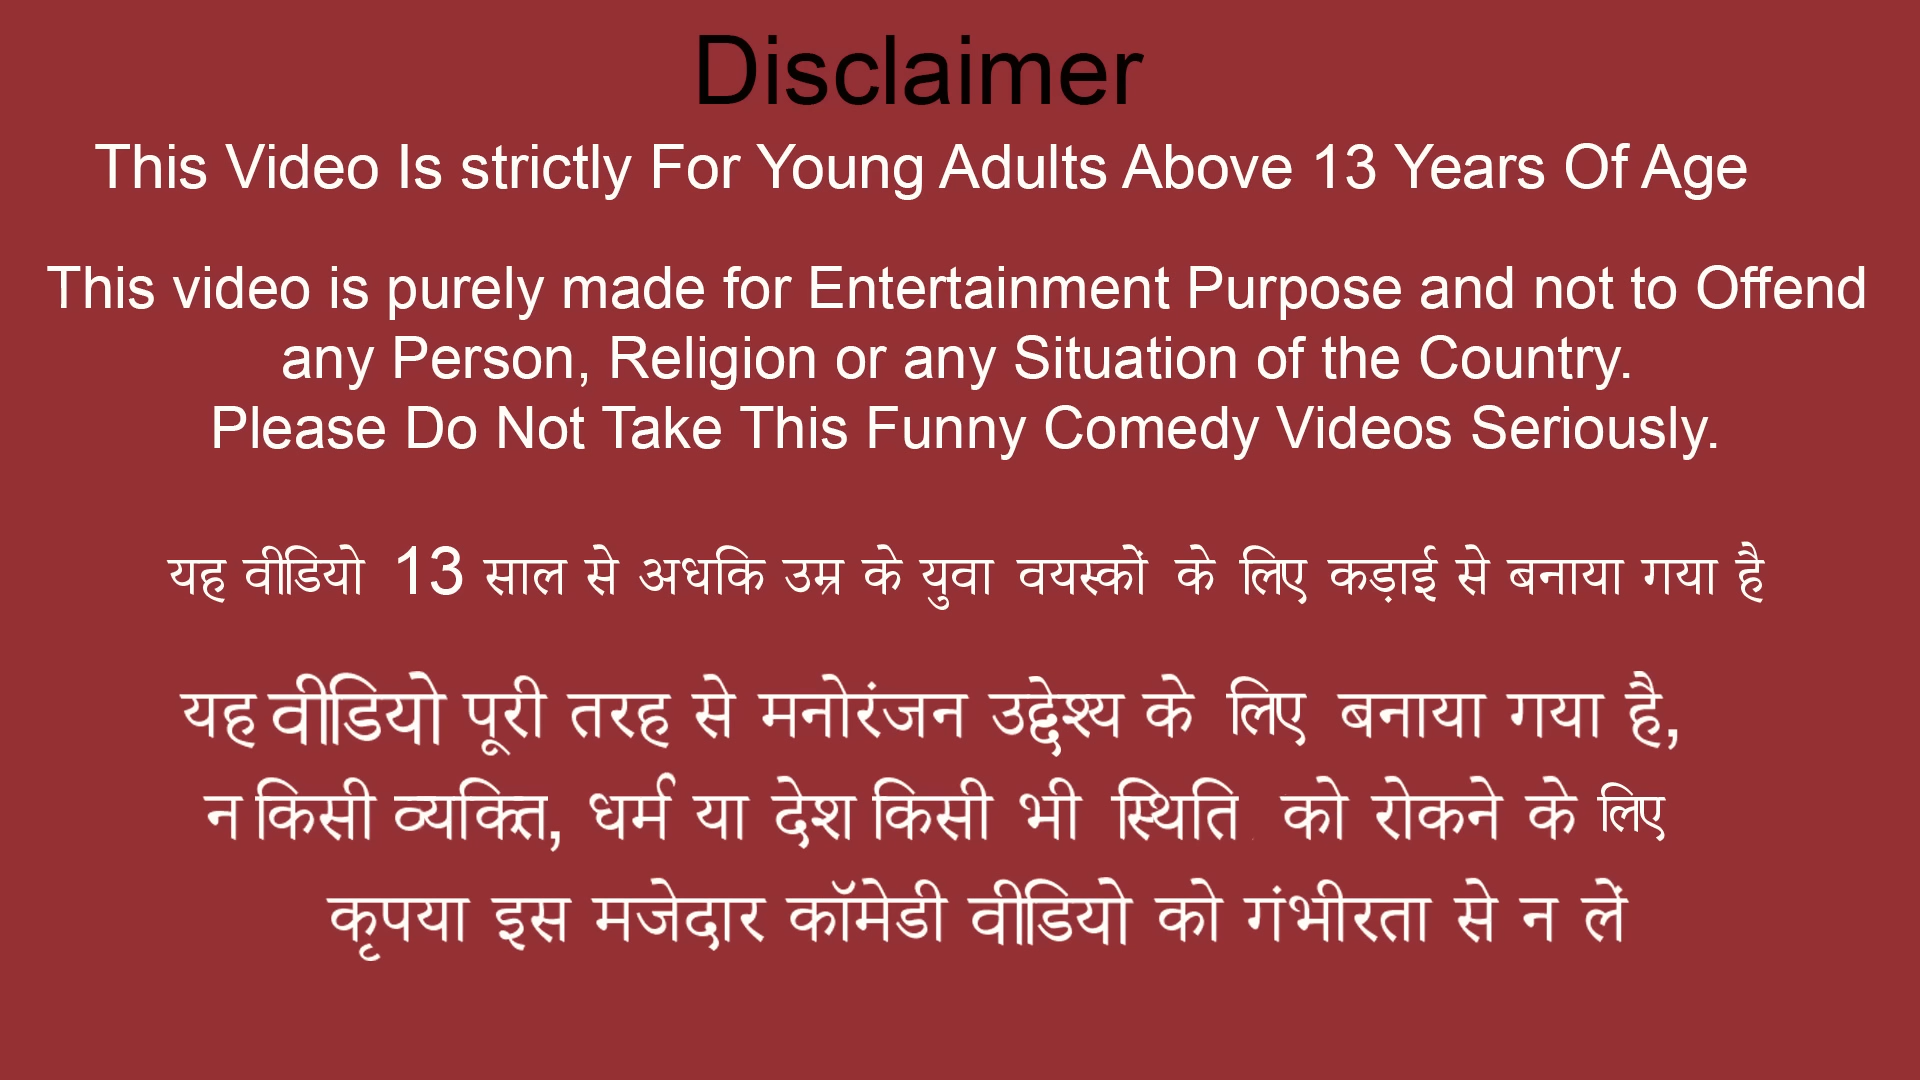 Disclaimer
This Video Is strictly For Young Adults Above 13 Years Of Age
This video is purely made for Entertainment Purpose and not to Offend
any Person, Religion or any Situation of the Country.
Please Do Not Take This Funny Comedy Videos Seriously.
यह वीडियो 13 साल से अधकि उम्र के युवा वयस्कों के लिए कड़ाई से बनाया गया है
यह वीडियो पूरी तरह से मनोरंजन उद्देश्य के लिए बनाया गया है,
न किसी व्यक्ति, धर्म या देश किसी भी स्थिति को रोकने के लिए
कृपया इस मजेदार कॉमेडी वीडियो को गंभीरता से न लें